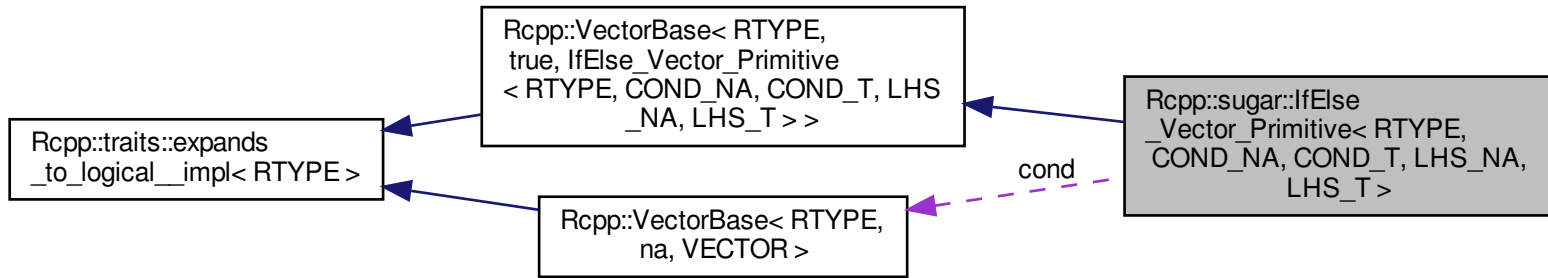 Rcpp::VectorBase< RTYPE,
true, IfElse_Vector_Primitive
< RTYPE, COND_NA, COND_T, LHS
_NA, LHS_T > >
Rcpp::traits::expands
_to_logical__impl< RTYPE >
Rcpp::VectorBase< RTYPE,
na, VECTOR >
cond
Rcpp::sugar::IfElse
_Vector_Primitive< RTYPE,
COND_NA, COND_T, LHS_NA,
LHS_T >